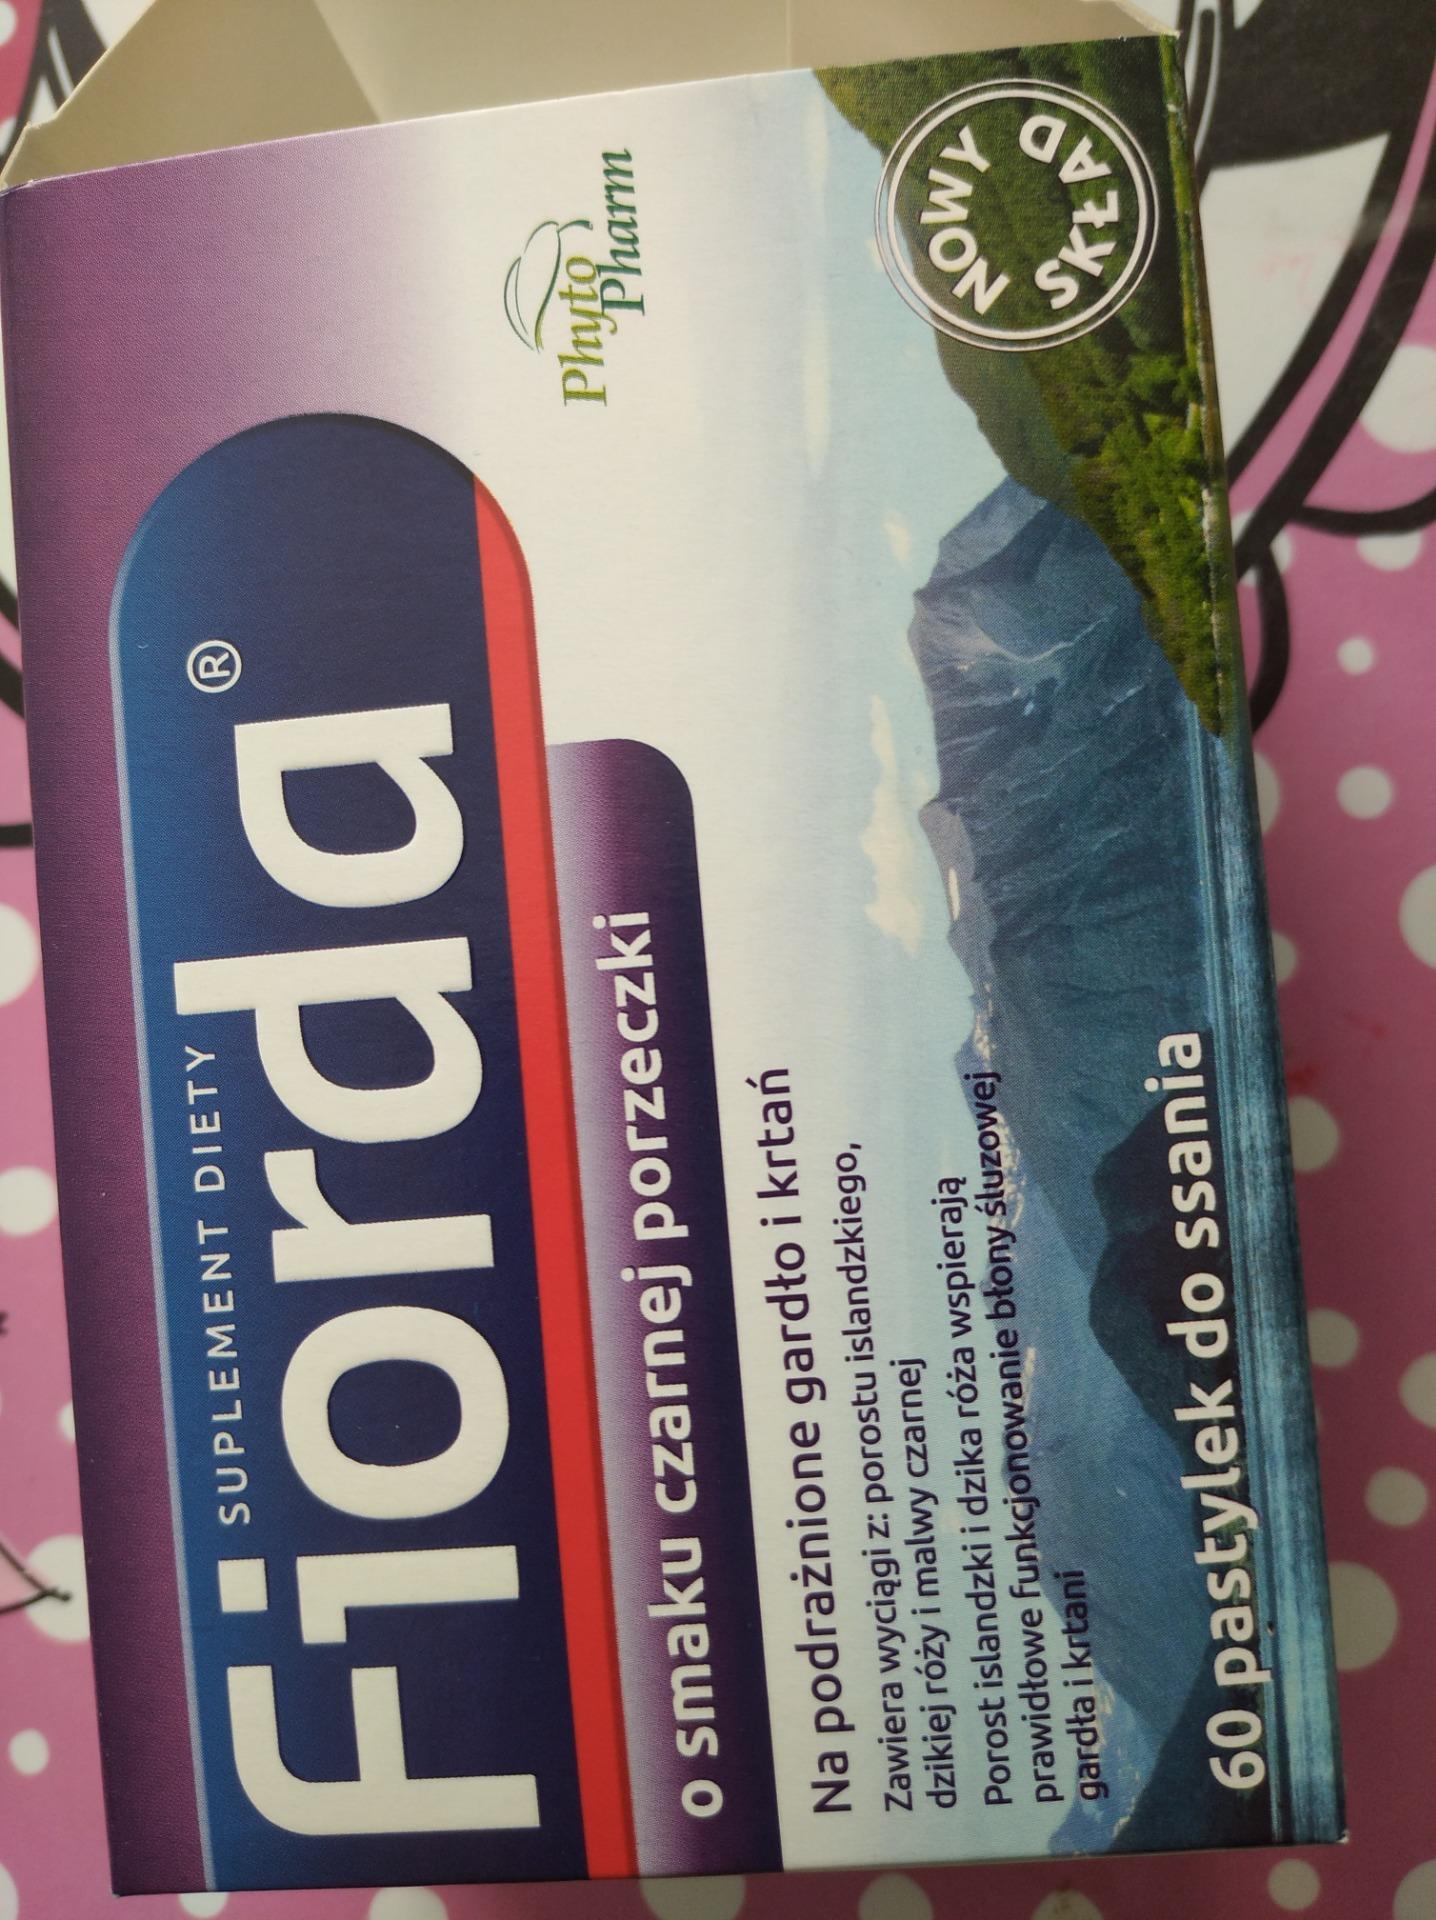 SUPLEMENT DIETY
Fiorda®
o smaku czarnej porzeczki
Phyto
Pharm
Na podrażnione gardło i krtań
Zawiera wyciągi z: porostu islandzkiego,
dzikiej róży i malwy czarnej
Porost islandzki i dzika róża wspierają
prawidłowe funkcjonowanie błony śluzowej
gardła i krtani
NOWY
SKŁAD
60 pastylek do ssania